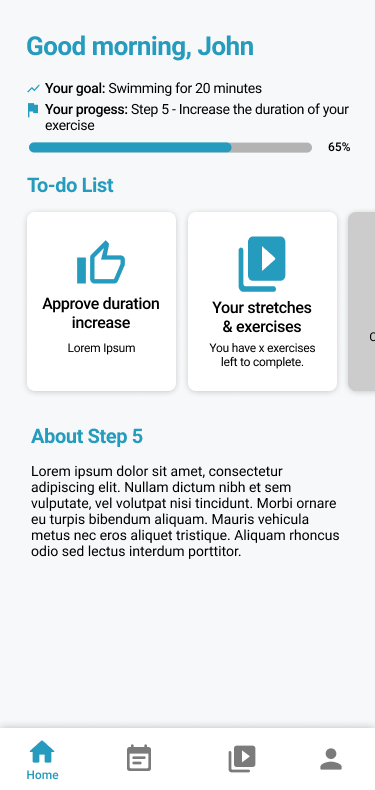 Good morning, John
Your goal: Swimming for 20 minutes
Your progess: Step 5 - Increase the duration of your
exercise
65%
To-do List
Approve duration
increase
Lorem Ipsum
Your stretches
& exercises
You have x exercises
left to complete.
About Step 5
Lorem ipsum dolor sit amet, consectetur
adipiscing elit. Nullam dictum nibh et sem
vulputate, vel volutpat nisi tincidunt. Morbi ornare
eu turpis bibendum aliquam. Mauris vehicula
metus nec eros aliquet tristique. Aliquam rhoncus
odio sed lectus interdum porttitor.
Home